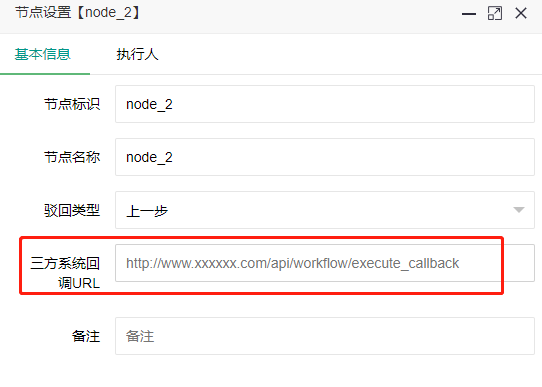 节点设置【node_2】
基本信息 执行人
节点标识 node_2
节点名称 node_2
驳回类型 上一步
三方系统回
调URL http://www.xxxxxx.com/api/workflow/execute_callback
备注 备注